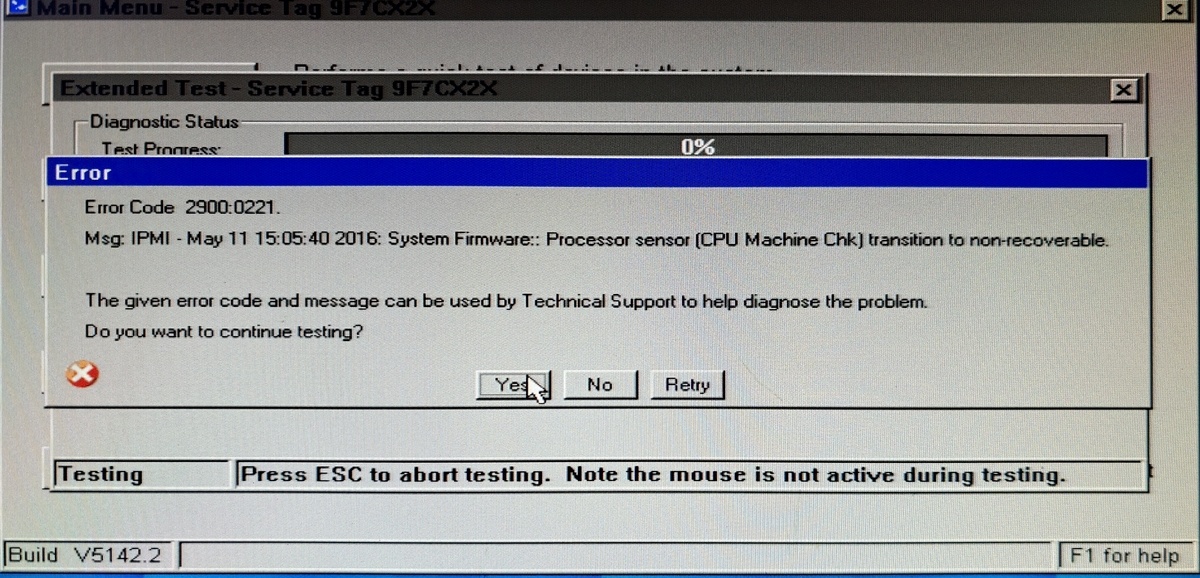 Main Menu - Service Tag 9F7CX2X
Performs a quick test of devices in the system
Extended Test - Service Tag 9F7CX2X
Diagnostic Status
Test Progress:
0%
Error
Error Code 2900:0221.
Msg: IPMI - May 11 15:05:40 2016: System Firmware:: Processor sensor (CPU Machine Chk) transition to non-recoverable.
The given error code and message can be used by Technical Support to help diagnose the problem.
Do you want to continue testing?
Yes No Retry
Testing Press ESC to abort testing. Note the mouse is not active during testing.
Build V5142.2 F1 for help